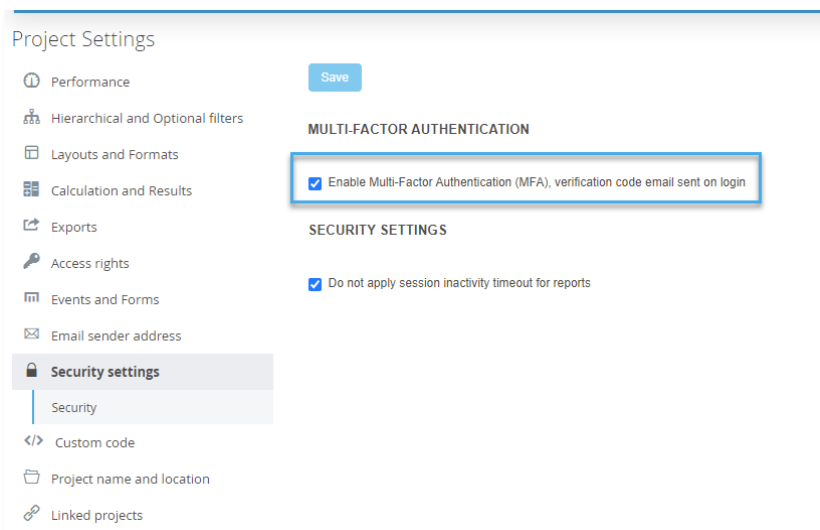 Project Settings
Performance
Hierarchical and Optional filters
Layouts and Formats
Calculation and Results
Exports
Access rights
Events and Forms
Email sender address
Security settings
Security
Custom code
Project name and location
Linked projects
Save
MULTI-FACTOR AUTHENTICATION
Enable Multi-Factor Authentication (MFA), verification code email sent on login
SECURITY SETTINGS
Do not apply session inactivity timeout for reports